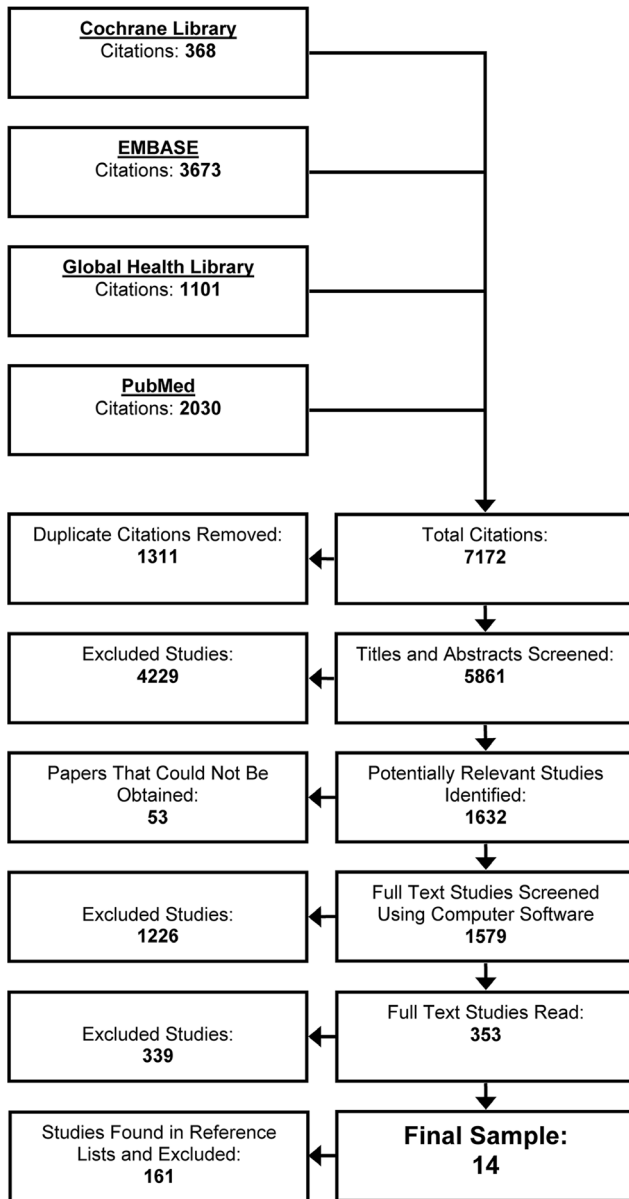 Cochrane Library
Citations: 368
EMBASE
Citations: 3673
Global Health Library
Citations: 1101
PubMed
Citations: 2030
Duplicate Citations Removed:
1311
Total Citations:
7172
Excluded Studies:
4229
Titles and Abstracts Screened:
5861
Papers That Could Not Be
Obtained:
53
Potentially Relevant Studies
Identified:
1632
Excluded Studies:
1226
Full Text Studies Screened
Using Computer Software
1579
Excluded Studies:
339
Full Text Studies Read:
353
Studies Found in Reference
Lists and Excluded:
161
Final Sample:
14